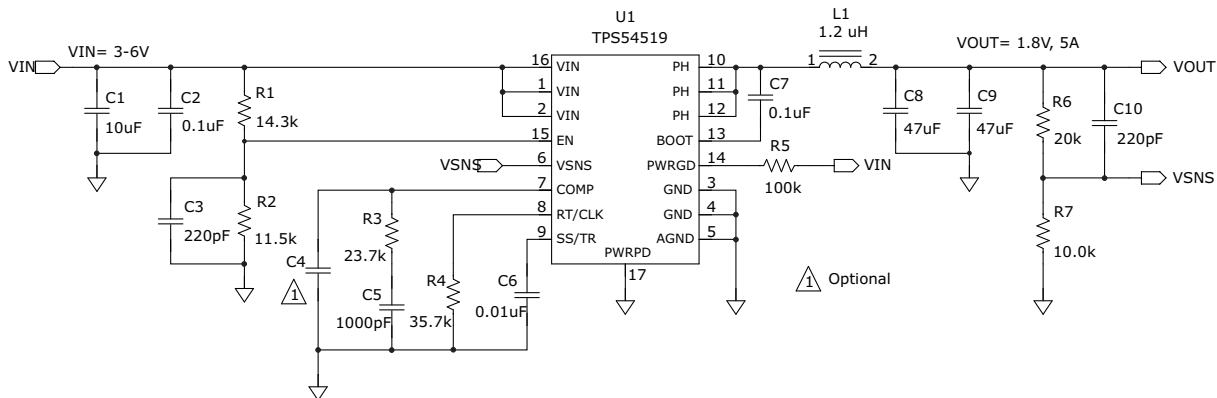 U1
TPS54519
L1
1.2 uH
VIN= 3-6V
VOUT= 1.8V, 5A
VIN
VOUT
16 VIN
PH 10
1 2
1 VIN
PH 11
2 VIN
PH 12
15 EN
BOOT 13
6 VSNS
PWRGD 14
7 COMP
GND 3
8 RT/CLK
GND 4
9 SS/TR
AGND 5
PWRPD
17
C1
10uF
C2
0.1uF
R1
14.3k
C7
0.1uF
C8
47uF
C9
47uF
R6
20k
C10
220pF
VSNS
R5
100k
VIN
VSNS
C3
220pF
R2
11.5k
R3
23.7k
R7
10.0k
C4
1
C5
1000pF
R4
35.7k
C6
0.01uF
1 Optional